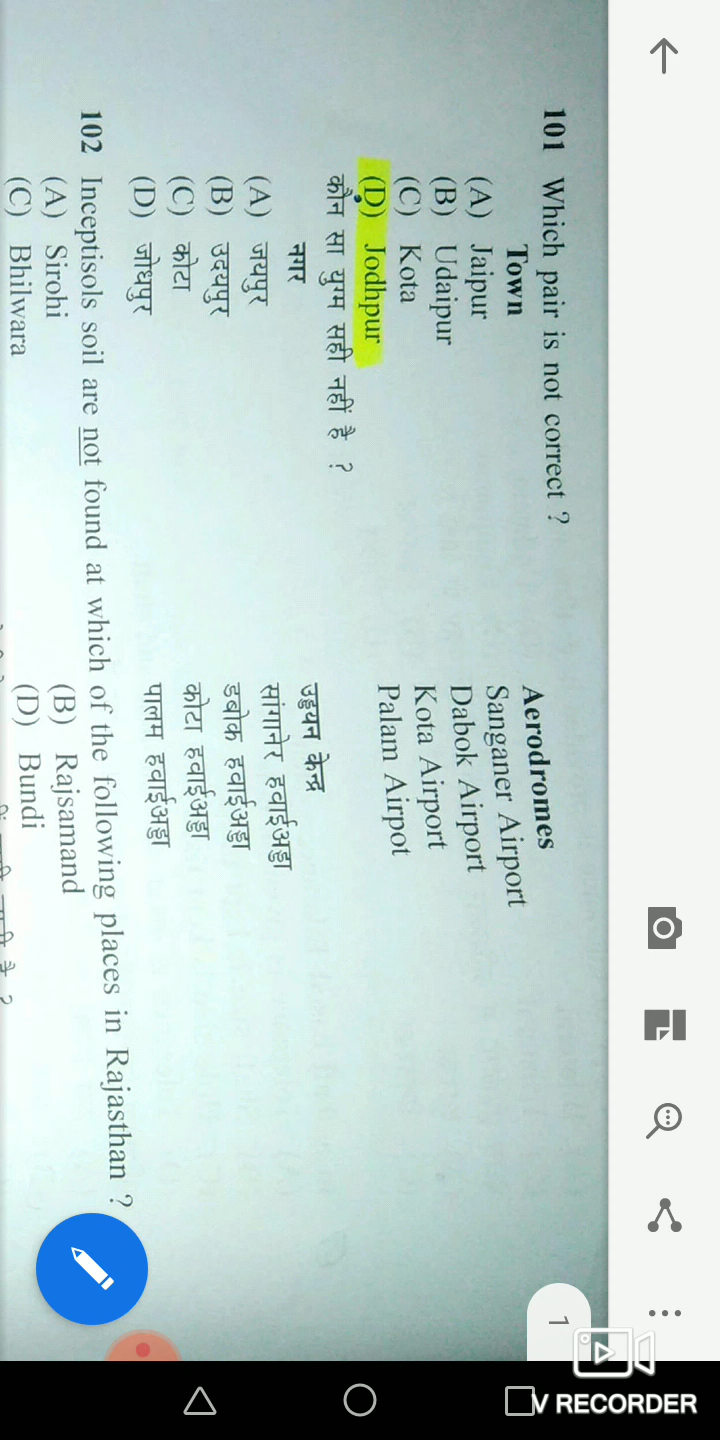 101 Which pair is not correct ?
Town Aerodromes
(A) Jaipur Sanganer Airport
(B) Udaipur Dabok Airport
(C) Kota Kota Airport
(D) Jodhpur Palam Airpot
कौन सा युग्म सही नहीं है ?
नगर उड्डयन केन्द्र
(A) जयपुर सांगानेर हवाईअड्डा
(B) उदयपुर डबोक हवाईअड्डा
(C) कोटा कोटा हवाईअड्डा
(D) जोधपुर पालम हवाईअड्डा
102 Inceptisols soil are not found at which of the following places in Rajasthan ?
(A) Sirohi (B) Rajsamand
(C) Bhilwara (D) Bundi
1
V RECORDER